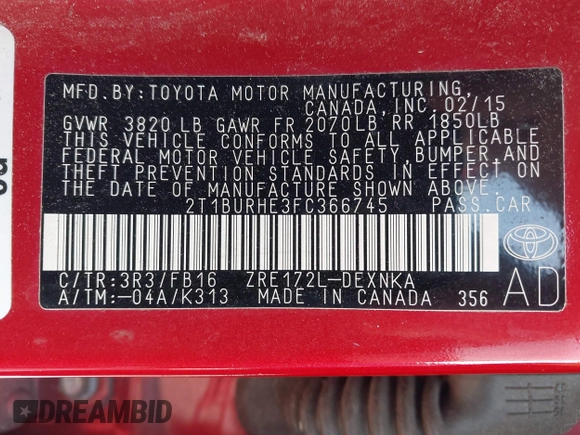 MFD.BY:TOYOTA MOTOR MANUFACTURING,
CANADA,INC. 02/15
GVWR 3820 LB GAWR FR 2070LB RR 1850LB
THIS VEHICLE CONFORMS TO ALL APPLICABLE
FEDERAL MOTOR VEHICLE SAFETY,BUMPER,AND
THEFT PREVENTION STANDARDS IN EFFECT ON
THE DATE OF MANUFACTURE SHOWN ABOVE.
2T1BURHE3FC366745 PASS.CAR
C/TR:3R3/FB16 ZRE172L-DEXNKA
A/TM:-04A/K313 MADE IN CANADA 356
AD
DREAMBID